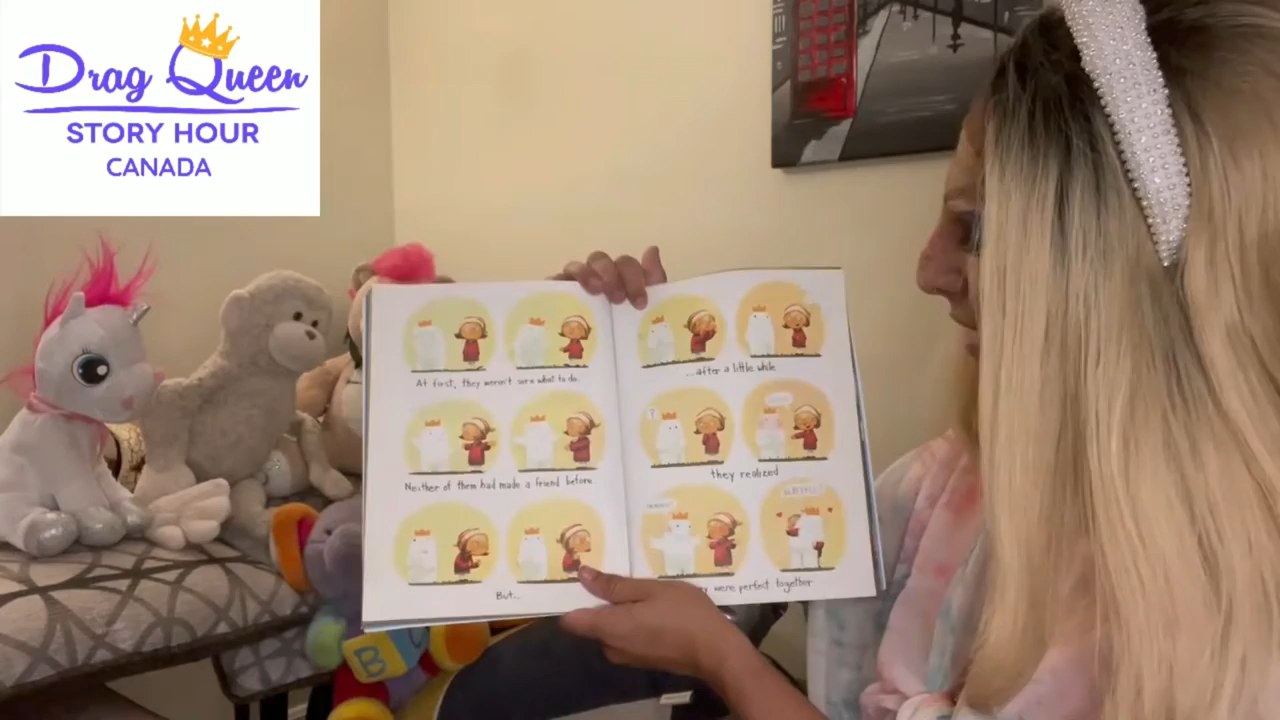 Drag Queen
STORY HOUR
CANADA
At first, they weren't sure what to do.
...after a little while
Neither of them had made a friend before.
they realized
But...
were perfect together
?
B